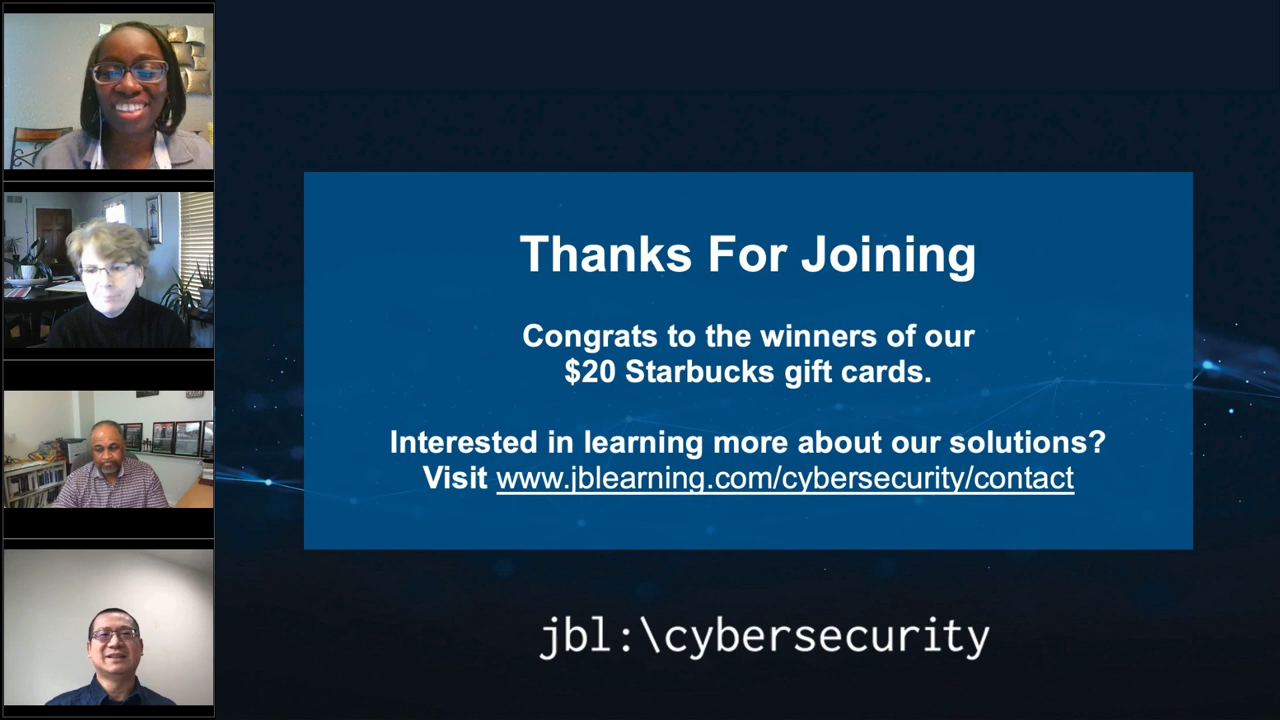 Thanks For Joining
Congrats to the winners of our
$20 Starbucks gift cards.
Interested in learning more about our solutions?
Visit www.jblearning.com/cybersecurity/contact
jbl:\cybersecurity